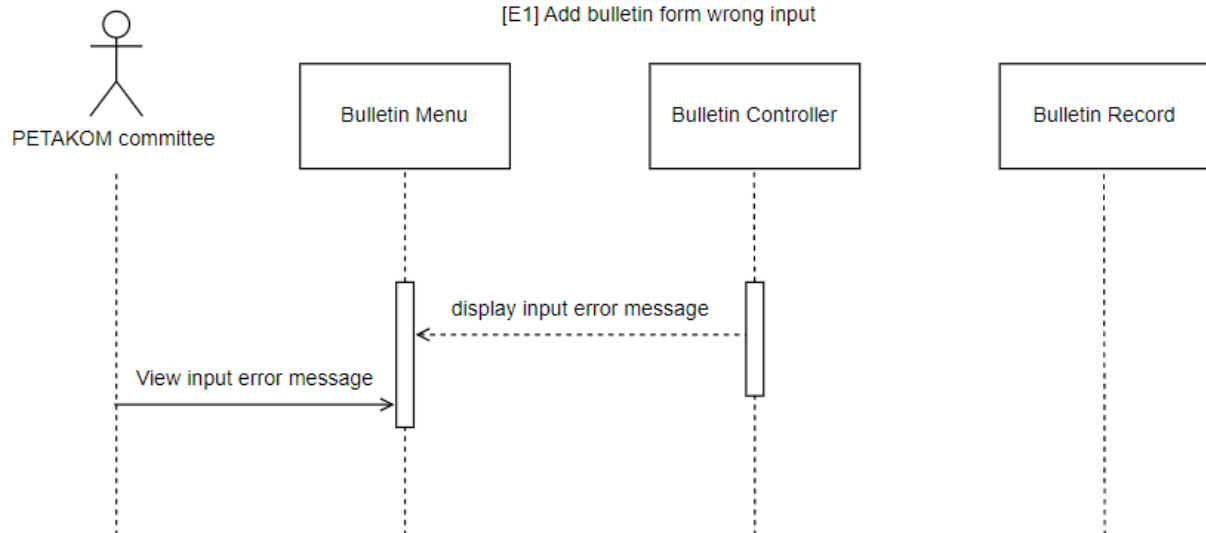 [E1] Add bulletin form wrong input
PETAKOM committee
Bulletin Menu
Bulletin Controller
Bulletin Record
display input error message
View input error message